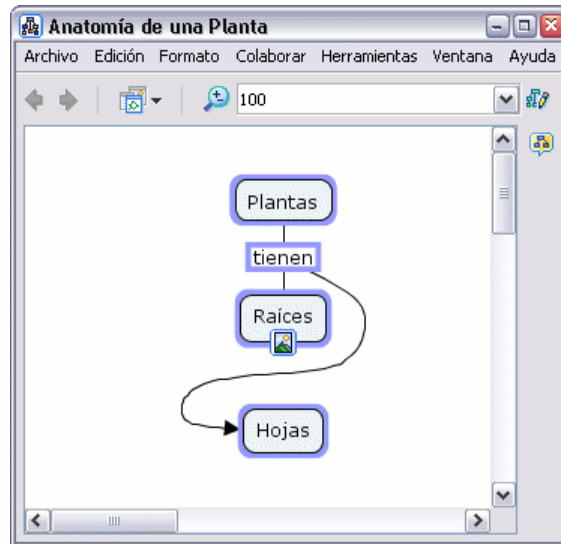 Anatomía de una Planta
Archivo Edición Formato Colaborar Herramientas Ventana Ayuda
100
Plantas
tienen
Raíces
Hojas